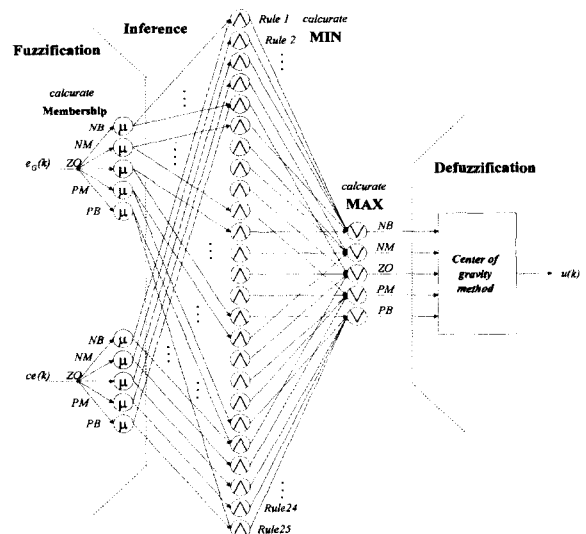 Fuzzification
Inference
Rule 1
Rule 2
calcurate
MIN
calcurate
Membership
NB
NM
ZO
PM
PB
e_G(k)
μ
μ
μ
μ
μ
NB
NM
ZO
PM
PB
ce(k)
μ
μ
μ
μ
μ
Rule24
Rule25
calcurate
MAX
NB
NM
ZO
PM
PB
Defuzzification
Center of
gravity
method
u(k)